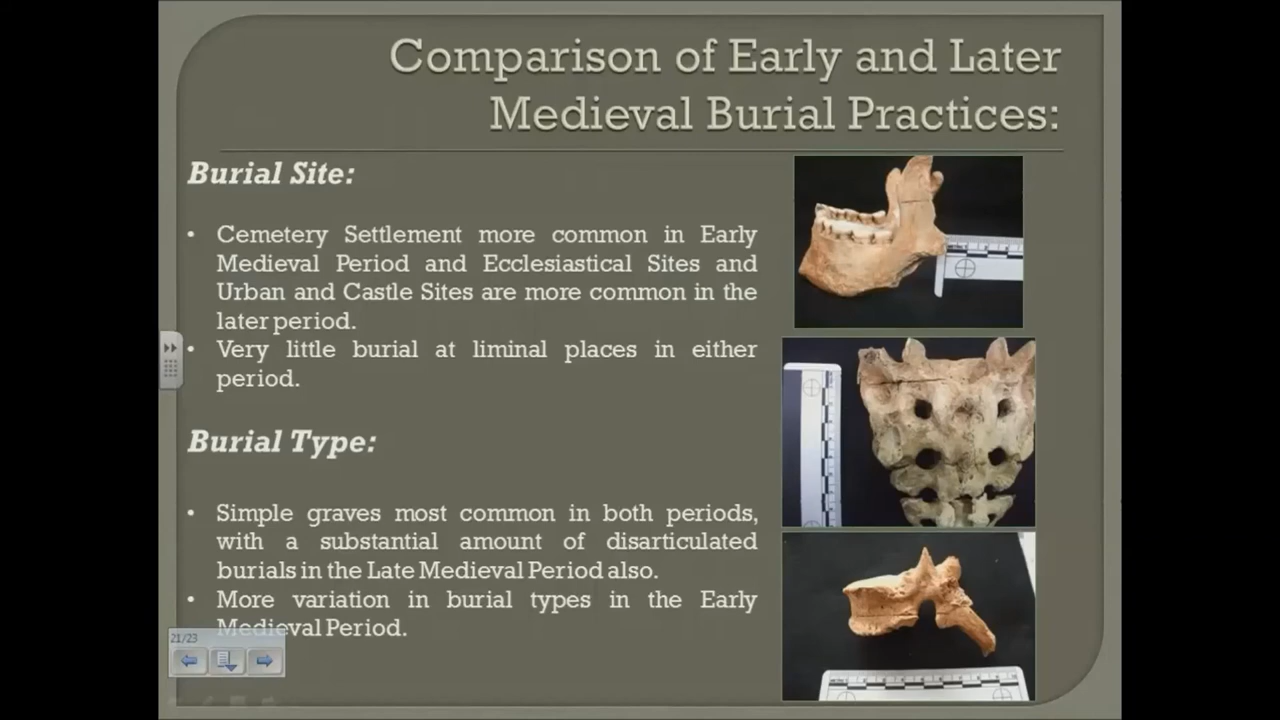 Comparison of Early and Later
Medieval Burial Practices:
Burial Site:
• Cemetery Settlement more common in Early
Medieval Period and Ecclesiastical Sites and
Urban and Castle Sites are more common in the
later period.
• Very little burial at liminal places in either
period.
Burial Type:
• Simple graves most common in both periods,
with a substantial amount of disarticulated
burials in the Late Medieval Period also.
• More variation in burial types in the Early
Medieval Period.
21/23